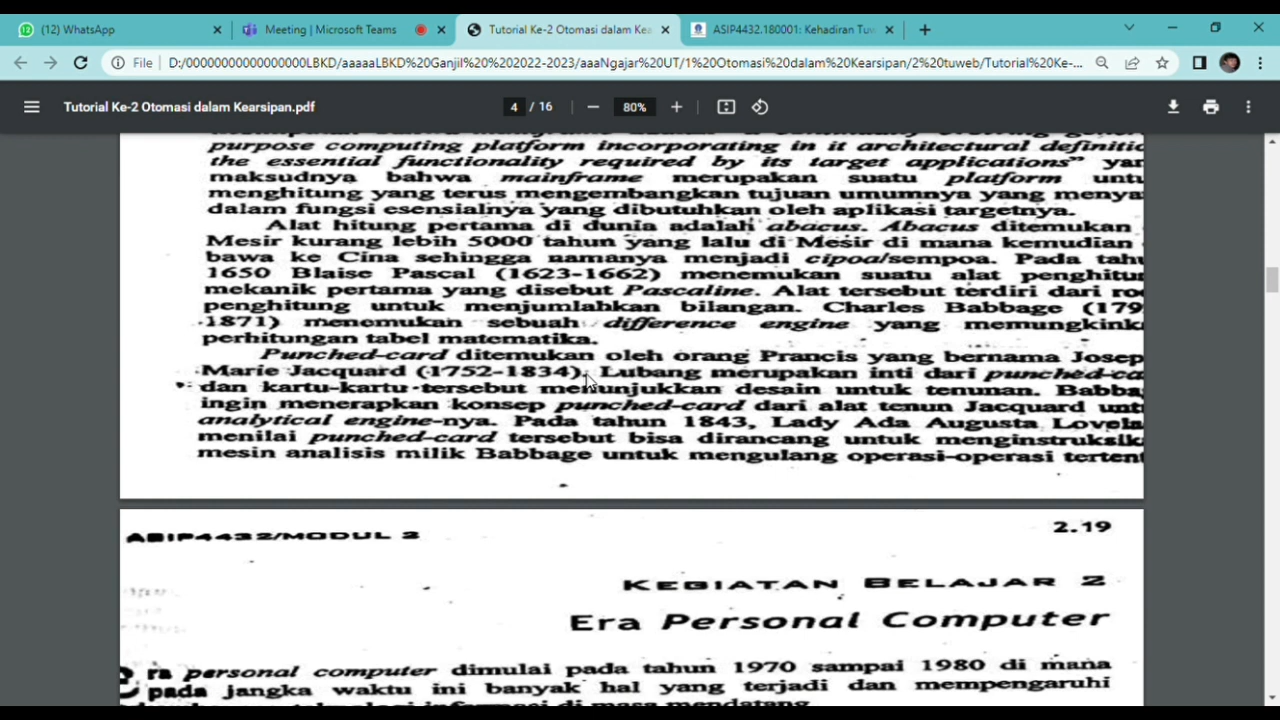 (12) WhatsApp
Meeting | Microsoft Teams
Tutorial Ke-2 Otomasi dalam Kea
ASIP4432.180001: Kehadiran Tuw
File
D:/00000000000000000LBKD/aaaaaLBKD%20Ganjil%20%202022-2023/aaaNgajar%20UT/1%20Otomasi%20dalam%20Kearsipan/2%20tuweb/Tutorial%20Ke-...
Tutorial Ke-2 Otomasi dalam Kearsipan.pdf
4 / 16
80%
purpose computing platform incorporating in it architectural definitio
the essential functionality required by its target applications" yan
maksudnya bahwa mainframe merupakan suatu platform untu
menghitung yang terus mengembangkan tujuan umumnya yang menya
dalam fungsi esensialnya yang dibutuhkan oleh aplikasi targetnya.
Alat hitung pertama di dunia adalah abacus. Abacus ditemukan
Mesir kurang lebih 5000 tahun yang lalu di Mesir di mana kemudian
bawa ke Cina sehingga namanya menjadi cipoa/sempoa. Pada tahu
1650 Blaise Pascal (1623-1662) menemukan suatu alat penghitun
mekanik pertama yang disebut Pascaline. Alat tersebut terdiri dari ro
penghitung untuk menjumlahkan bilangan. Charles Babbage (179
1871) menemukan sebuah difference engine yang memungkinka
perhitungan tabel matematika.
Punched-card ditemukan oleh orang Prancis yang bernama Josep
Marie Jacquard (1752-1834). Lubang merupakan inti dari punched-ca
dan kartu-kartu tersebut menunjukkan desain untuk tenunan. Babba
ingin menerapkan konsep punched-card dari alat tenun Jacquard untu
analytical engine-nya. Pada tahun 1843, Lady Ada Augusta Lovela
menilai punched-card tersebut bisa dirancang untuk menginstruksik
mesin analisis milik Babbage untuk mengulang operasi-operasi tertent
ASIP4432/MODUL 2
2.19
KEGIATAN BELAJAR 2
Era Personal Computer
ra personal computer dimulai pada tahun 1970 sampai 1980 di mana
pada jangka waktu ini banyak hal yang terjadi dan mempengaruhi